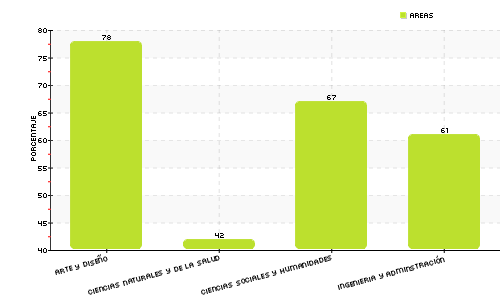 AREAS
80
75
70
65
60
55
50
45
40
PORCENTAJE
78
42
67
61
ARTE Y DISEÑO
CIENCIAS NATURALES Y DE LA SALUD
CIENCIAS SOCIALES Y HUMANIDADES
INGENIERIA Y ADMINSTRACIÓN